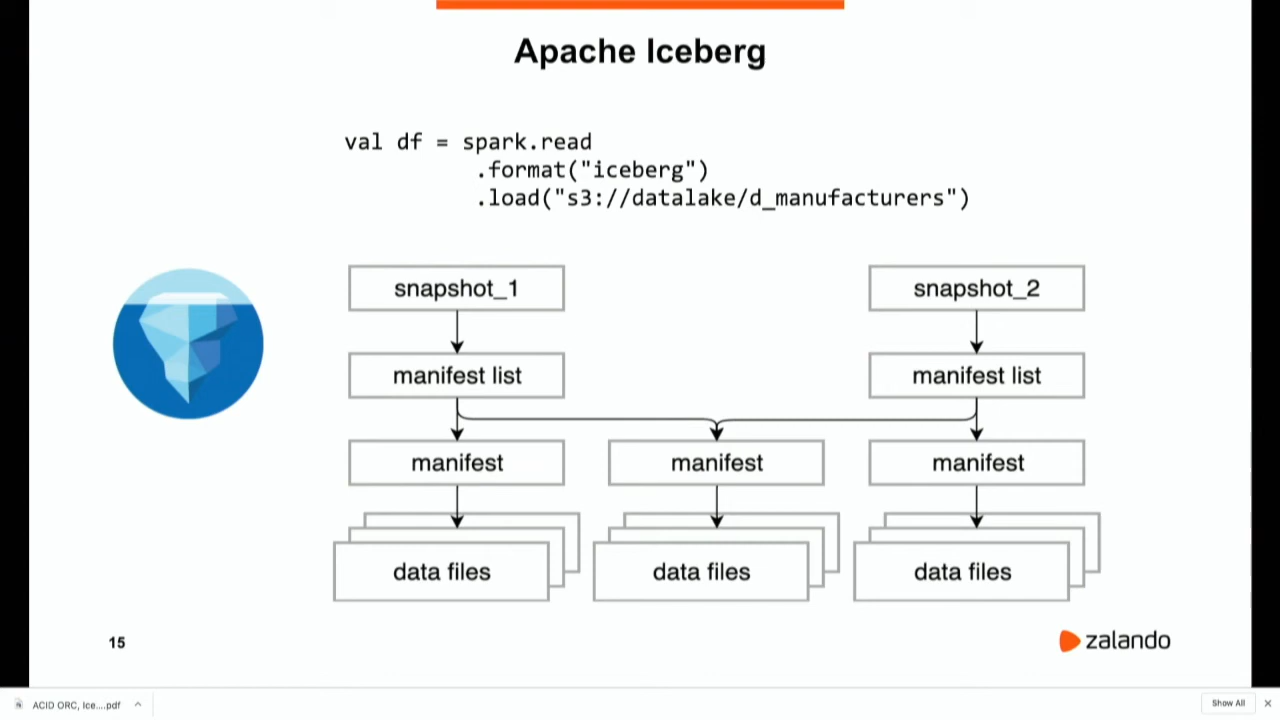 Apache Iceberg
val df = spark.read
.format("iceberg")
.load("s3://datalake/d_manufacturers")
snapshot_1
snapshot_2
manifest list
manifest list
manifest
manifest
manifest
data files
data files
data files
15
zalando
ACID ORC, Ice....pdf
Show All